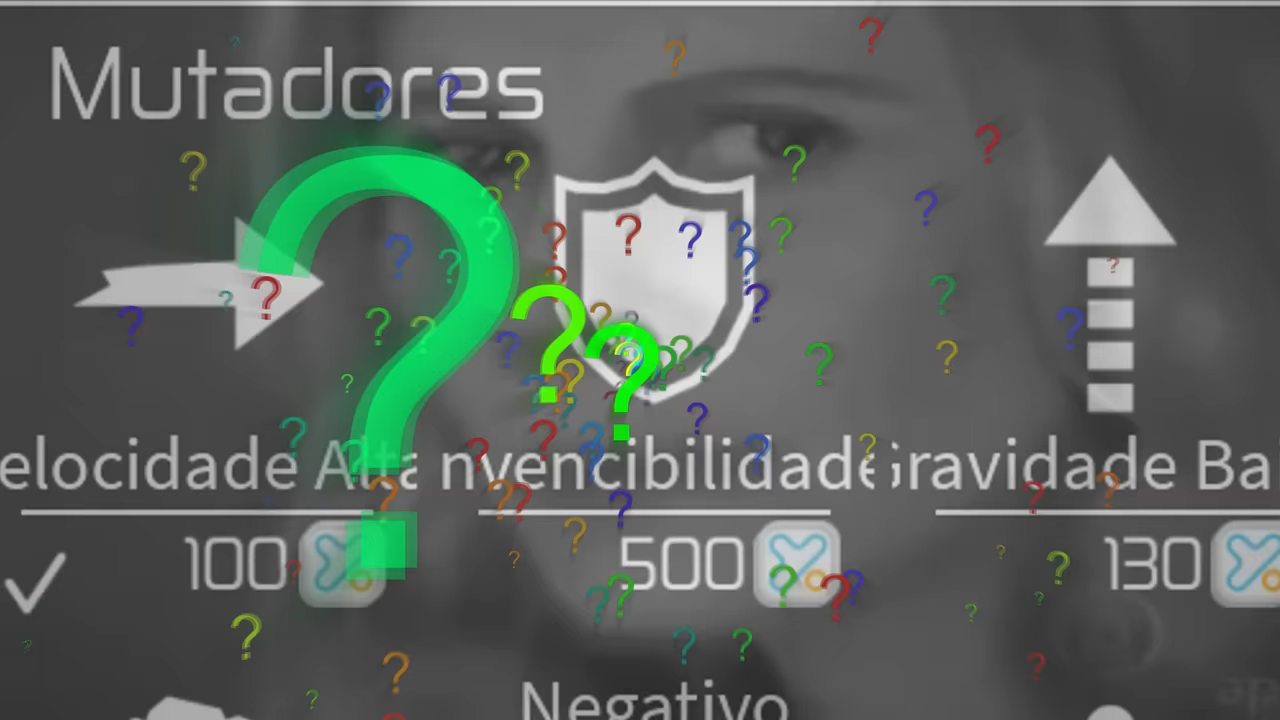 Mutadores
elocidade Alta
nvencibilidade
Gravidade Ba
100
500
130
Negativo